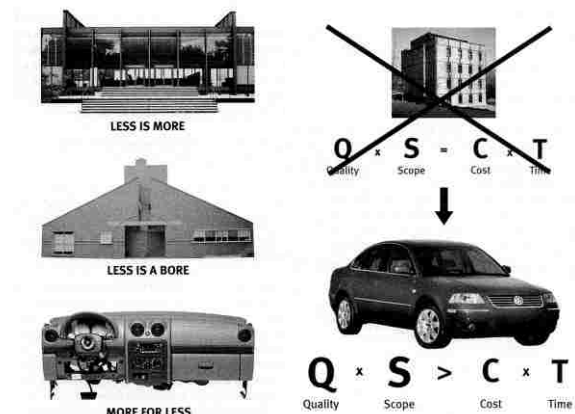 LESS IS MORE
LESS IS A BORE
MORE FOR LESS
Q x S = C x T
Quality Scope Cost Time
Q x S > C x T
Quality Scope Cost Time